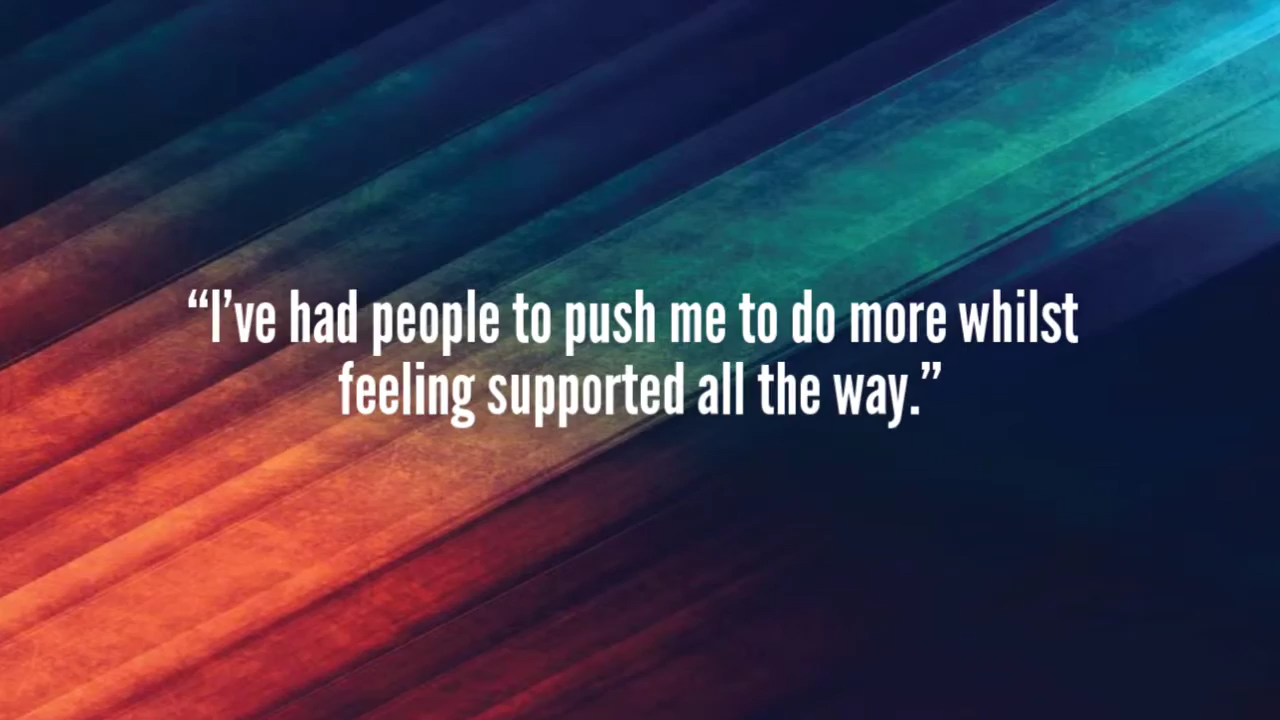 “I’ve had people to push me to do more whilst
feeling supported all the way.”